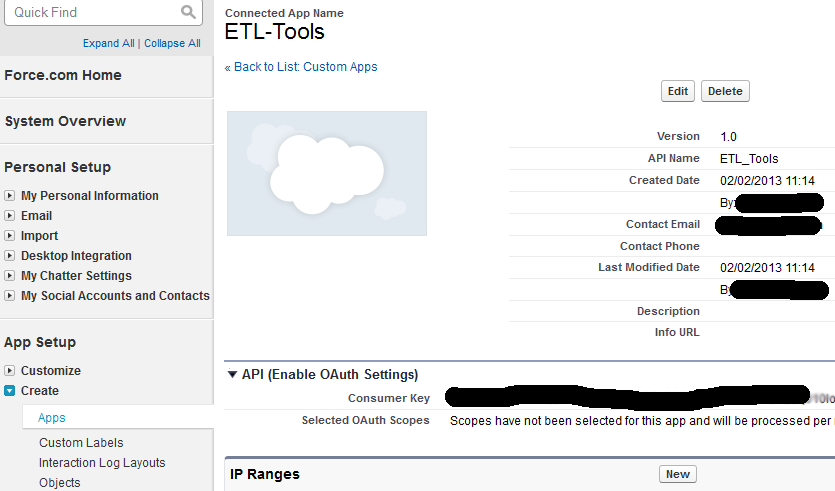 Quick Find
Expand All | Collapse All
Force.com Home
System Overview
Personal Setup
My Personal Information
Email
Import
Desktop Integration
My Chatter Settings
My Social Accounts and Contacts
App Setup
Customize
Create
Apps
Custom Labels
Interaction Log Layouts
Objects
Connected App Name
ETL-Tools
« Back to List: Custom Apps
Edit Delete
Version 1.0
API Name ETL_Tools
Created Date 02/02/2013 11:14
By:
Contact Email
Contact Phone
Last Modified Date 02/02/2013 11:14
By
Description
Info URL
API (Enable OAuth Settings)
Consumer Key
Selected OAuth Scopes Scopes have not been selected for this app and will be processed per
IP Ranges New